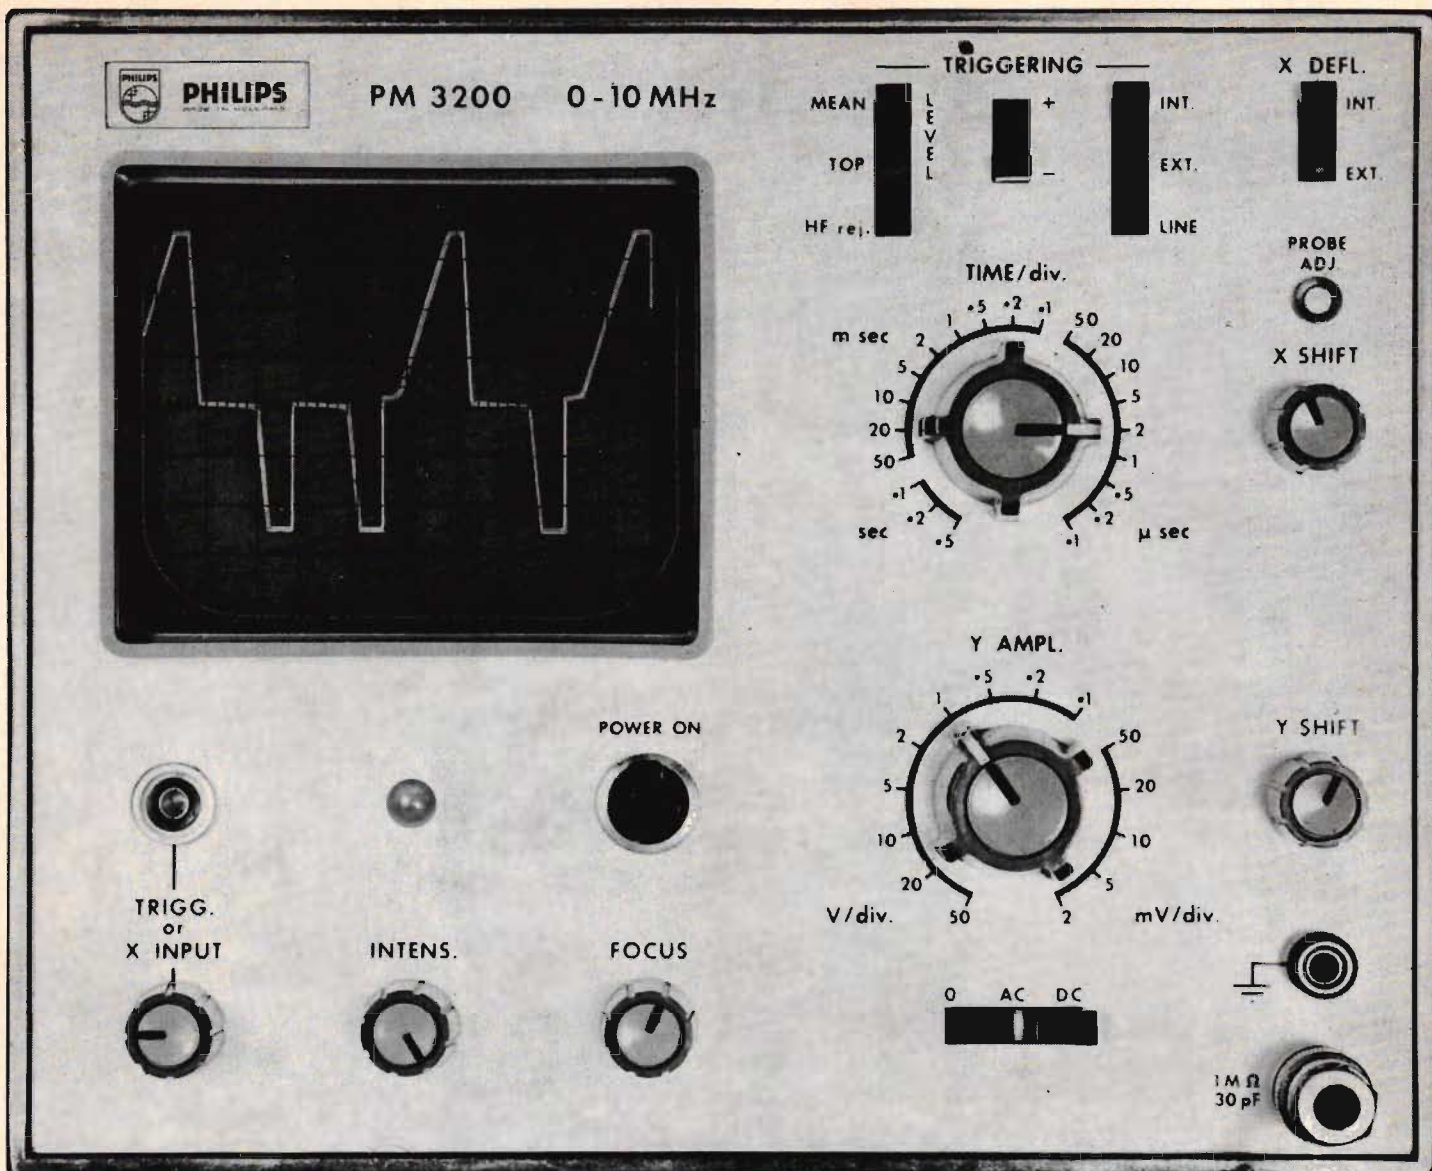 PHILIPS
PHILIPS
MADE IN HOLLAND
PM 3200 0-10 MHz
TRIGGERING
MEAN
TOP
HF rej.
LEVEL
+
−
INT.
EXT.
LINE
X DEFL.
INT.
EXT.
PROBE
ADJ
X SHIFT
TIME/div.
m sec
50
20
10
5
2
1
.5
.2
.1
50
20
10
5
2
1
.5
.2
.1
µ sec
sec
.1
.2
.5
Y AMPL.
50
20
10
5
2
1
.5
.2
.1
V/div.
50
20
10
5
2
mV/div.
Y SHIFT
POWER ON
TRIGG.
or
X INPUT
INTENS.
FOCUS
0 AC DC
1 M Ω
30 pF